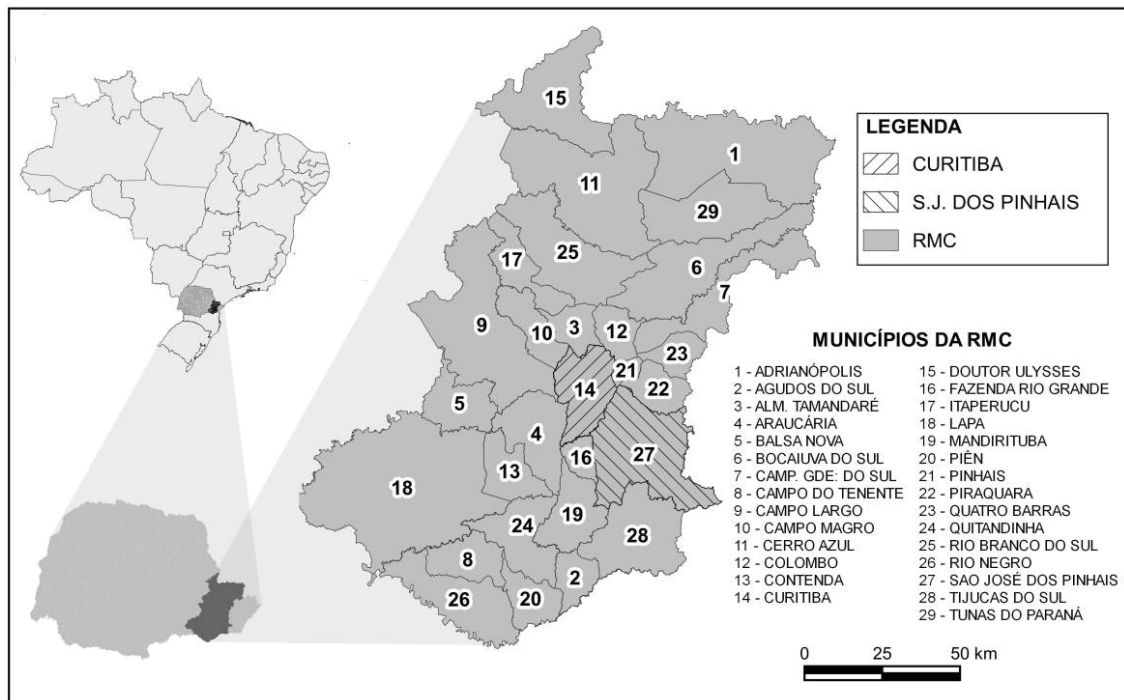 15
1
11
29
25
17
6
7
9
10
3
12
23
21
22
14
5
4
16
27
13
18
24
19
28
8
2
26
20
LEGENDA
CURITIBA
S.J. DOS PINHAIS
RMC
MUNICÍPIOS DA RMC
1 - ADRIANÓPOLIS
2 - AGUDOS DO SUL
3 - ALM. TAMANDARÉ
4 - ARAUCÁRIA
5 - BALSA NOVA
6 - BOCAIUVA DO SUL
7 - CAMP. GDE: DO SUL
8 - CAMPO DO TENENTE
9 - CAMPO LARGO
10 - CAMPO MAGRO
11 - CERRO AZUL
12 - COLOMBO
13 - CONTENDA
14 - CURITIBA
15 - DOUTOR ULYSSES
16 - FAZENDA RIO GRANDE
17 - ITAPERUCU
18 - LAPA
19 - MANDIRITUBA
20 - PIÊN
21 - PINHAIS
22 - PIRAQUARA
23 - QUATRO BARRAS
24 - QUITANDINHA
25 - RIO BRANCO DO SUL
26 - RIO NEGRO
27 - SAO JOSÉ DOS PINHAIS
28 - TIJUCAS DO SUL
29 - TUNAS DO PARANÁ
0 25 50 km